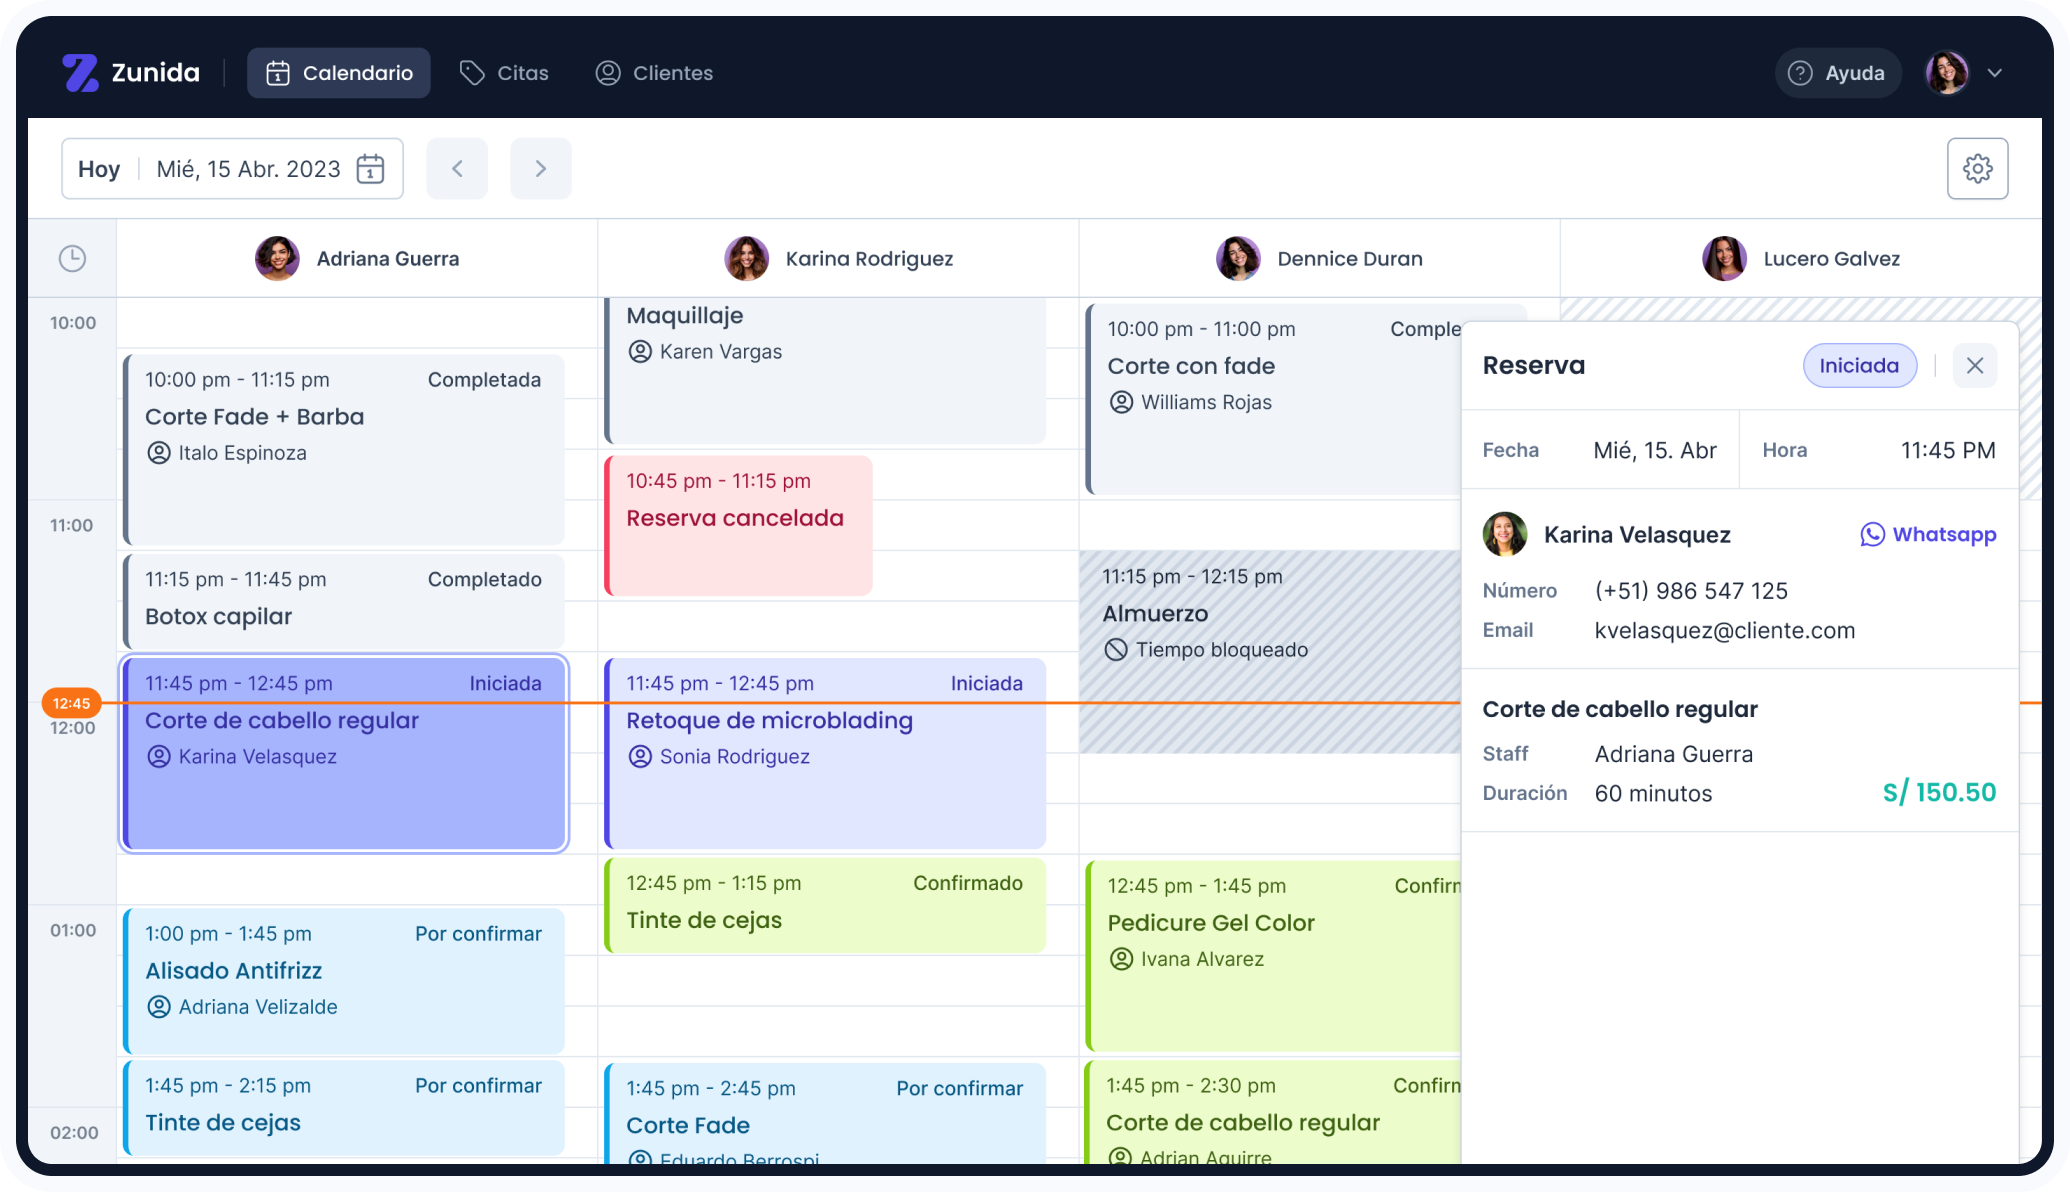 Zunida
Calendario
Citas
Clientes
Ayuda
Hoy
Mié, 15 Abr. 2023
Adriana Guerra
Karina Rodriguez
Dennice Duran
Lucero Galvez
10:00
11:00
12:45
12:00
01:00
02:00
10:00 pm - 11:15 pm
Completada
Corte Fade + Barba
Italo Espinoza
11:15 pm - 11:45 pm
Completado
Botox capilar
11:45 pm - 12:45 pm
Iniciada
Corte de cabello regular
Karina Velasquez
1:00 pm - 1:45 pm
Por confirmar
Alisado Antifrizz
Adriana Velizalde
1:45 pm - 2:15 pm
Por confirmar
Tinte de cejas
Maquillaje
Karen Vargas
10:45 pm - 11:15 pm
Reserva cancelada
11:45 pm - 12:45 pm
Iniciada
Retoque de microblading
Sonia Rodriguez
12:45 pm - 1:15 pm
Confirmado
Tinte de cejas
1:45 pm - 2:45 pm
Por confirmar
Corte Fade
Eduardo Berrospi
10:00 pm - 11:00 pm
Comple
Corte con fade
Williams Rojas
11:15 pm - 12:15 pm
Almuerzo
Tiempo bloqueado
12:45 pm - 1:45 pm
Confirm
Pedicure Gel Color
Ivana Alvarez
1:45 pm - 2:30 pm
Confirm
Corte de cabello regular
Adrian Aguirre
Reserva
Iniciada
Fecha
Mié, 15. Abr
Hora
11:45 PM
Karina Velasquez
Whatsapp
Número
(+51) 986 547 125
Email
kvelasquez@cliente.com
Corte de cabello regular
Staff
Adriana Guerra
Duración
60 minutos
S/ 150.50